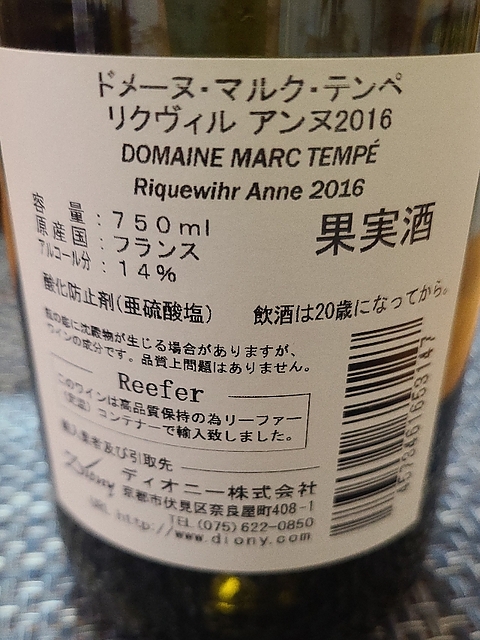 ドメーヌ・マルク・テンペ
リクヴィル アンヌ2016
DOMAINE MARC TEMPÉ
Riquewihr Anne 2016
容　量：750ml
原産国：フランス
アルコール分：14%
果実酒
酸化防止剤(亜硫酸塩)
飲酒は20歳になってから。
瓶の底に沈殿物が生じる場合がありますが、
ワインの成分です。品質上問題はありません。
Reefer
このワインは高品質保持の為リーファー
(定温) コンテナーで輸入致しました。
輸入業者及び引取先
Diony ディオニー株式会社
京都市伏見区奈良屋町408-1
TEL (075) 622-0850
URL http://www.diony.com